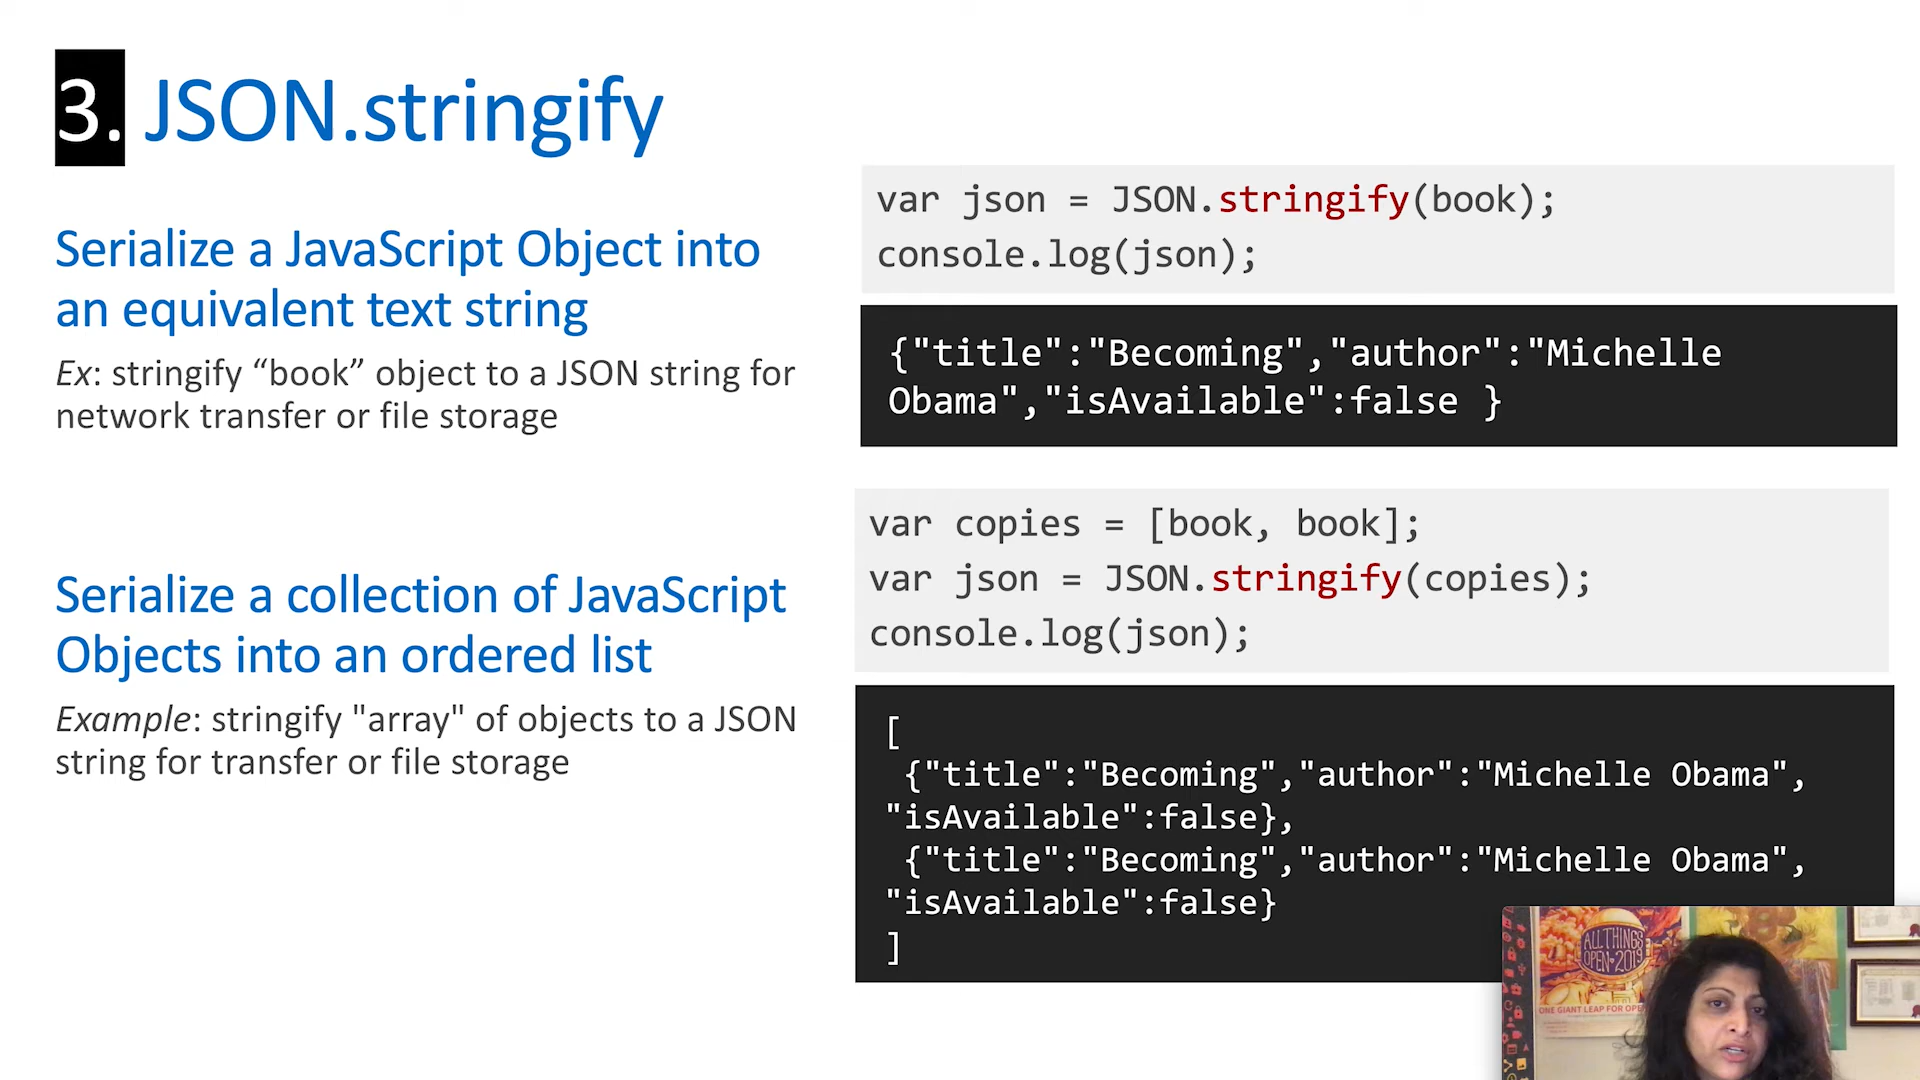 3. JSON.stringify
Serialize a JavaScript Object into
an equivalent text string
Ex: stringify “book” object to a JSON string for
network transfer or file storage
var json = JSON.stringify(book);
console.log(json);
{"title":"Becoming","author":"Michelle
Obama","isAvailable":false }
Serialize a collection of JavaScript
Objects into an ordered list
Example: stringify "array" of objects to a JSON
string for transfer or file storage
var copies = [book, book];
var json = JSON.stringify(copies);
console.log(json);
[
{"title":"Becoming","author":"Michelle Obama",
"isAvailable":false},
{"title":"Becoming","author":"Michelle Obama",
"isAvailable":false}
]
ALL THINGS
OPEN 2019
ONE GIANT LEAP FOR